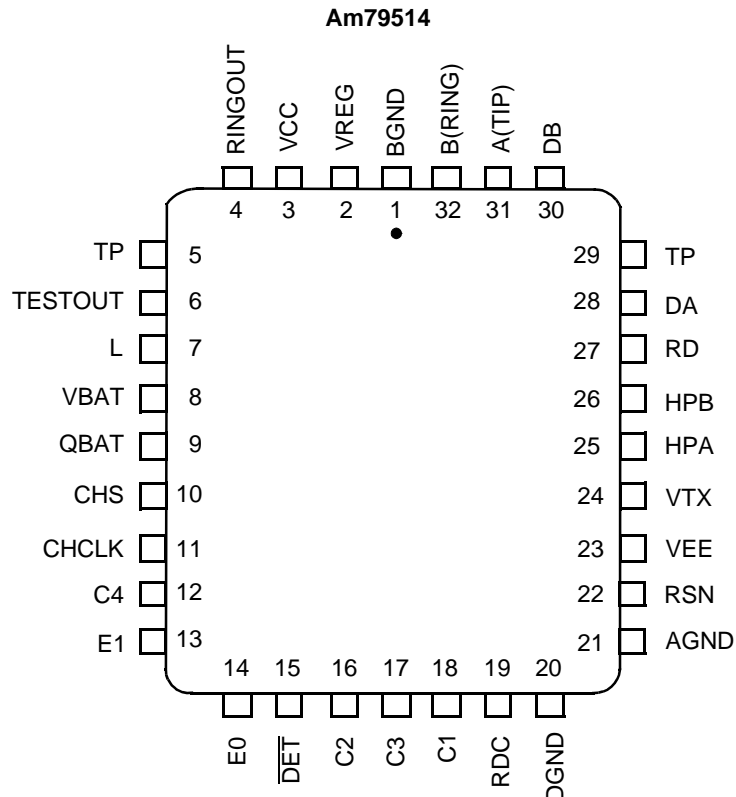 Am79514
RINGOUT
VCC
VREG
BGND
B(RING)
A(TIP)
DB
4 3 2 1 32 31 30
TP 5 29 TP
TESTOUT 6 28 DA
L 7 27 RD
VBAT 8 26 HPB
QBAT 9 25 HPA
CHS 10 24 VTX
CHCLK 11 23 VEE
C4 12 22 RSN
E1 13 21 AGND
14 15 16 17 18 19 20
E0
DET
C2
C3
C1
RDC
DGND